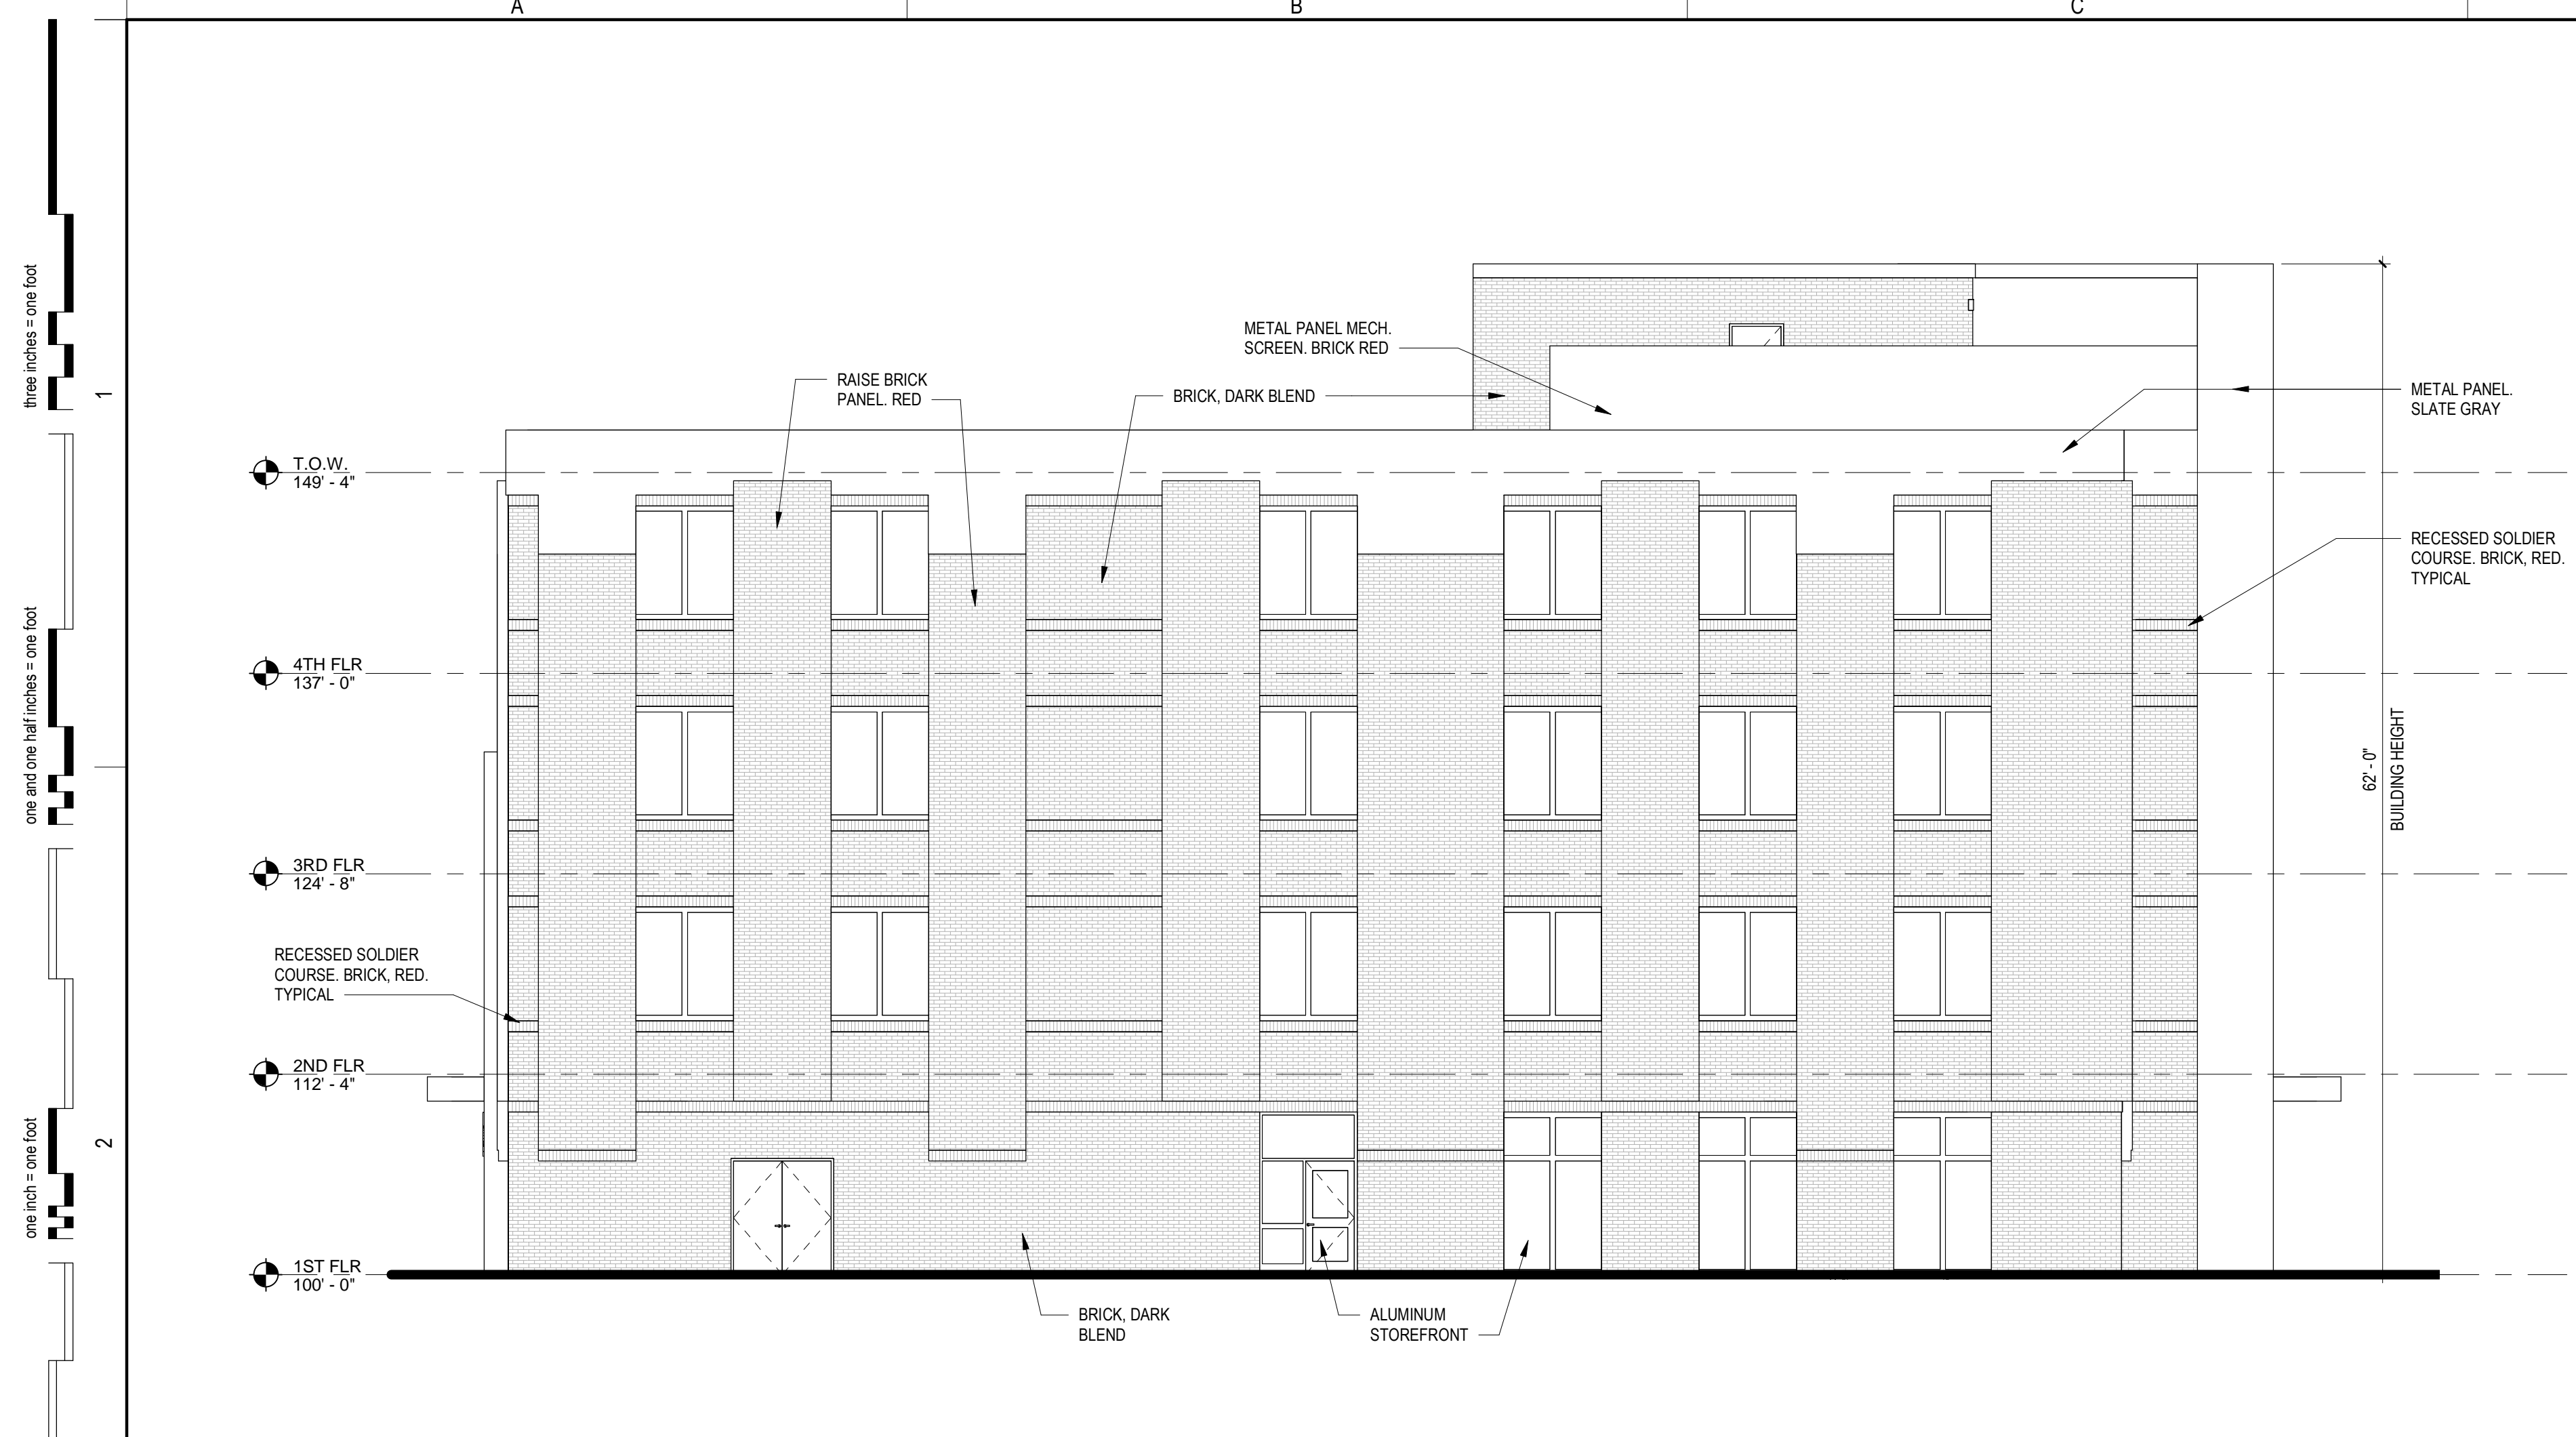 A
B
C
three inches = one foot
1
METAL PANEL MECH.
SCREEN. BRICK RED
RAISE BRICK
PANEL. RED
BRICK, DARK BLEND
METAL PANEL.
SLATE GRAY
T.O.W.
149' - 4"
RECESSED SOLDIER
COURSE. BRICK, RED.
TYPICAL
one and one half inches = one foot
4TH FLR
137' - 0"
62' - 0"
BUILDING HEIGHT
3RD FLR
124' - 8"
RECESSED SOLDIER
COURSE. BRICK, RED.
TYPICAL
2ND FLR
112' - 4"
one inch = one foot
2
1ST FLR
100' - 0"
BRICK, DARK
BLEND
ALUMINUM
STOREFRONT